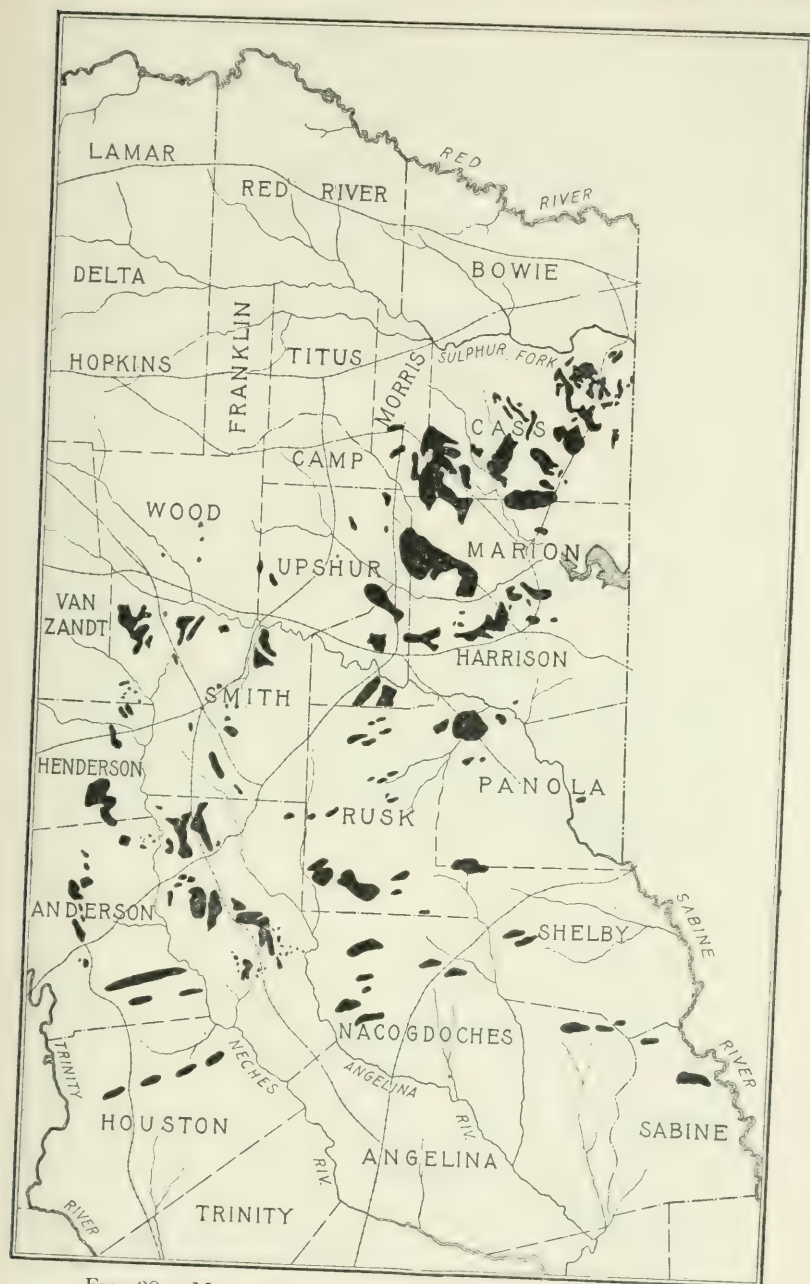 RED
LAMAR
RED RIVER
RIVER
BOWIE
DELTA
FRANKLIN
SULPHUR FORK
HOPKINS
TITUS
MORRIS
CASS
CAMP
WOOD
MARION
UPSHUR
VAN
ZANDT
HARRISON
SMITH
HENDERSON
PANOLA
RUSK
ANDERSON
SABINE
RIVER
SHELBY
NACOGDOCHES
TRINITY
RIVER
NECHES
RIV.
ANGELINA
RIV.
HOUSTON
SABINE
ANGELINA
TRINITY